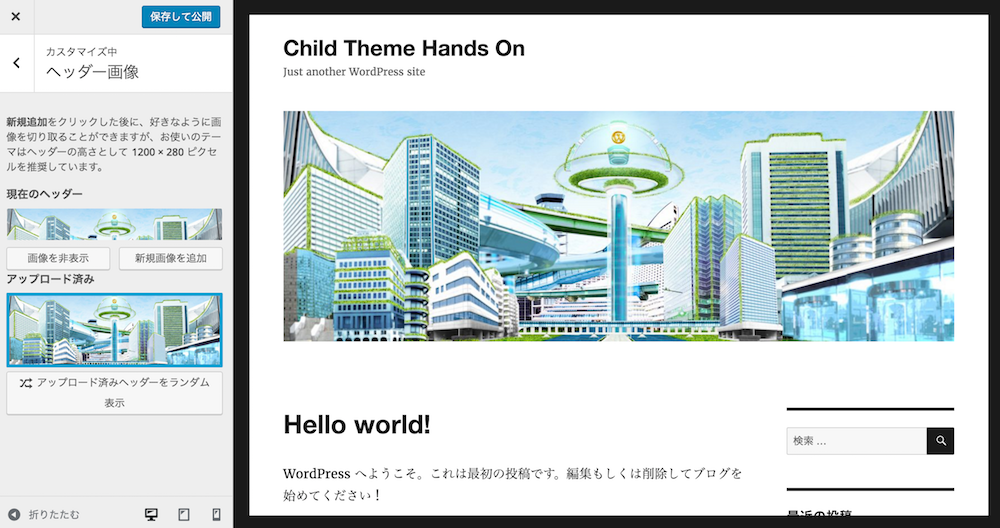 保存して公開
カスタマイズ中
ヘッダー画像
新規追加をクリックした後に、好きなように画
像を切り取ることができますが、お使いのテー
マはヘッダーの高さとして 1200 × 280 ピクセ
ルを推奨しています。
現在のヘッダー
画像を非表示
新規画像を追加
アップロード済み
アップロード済みヘッダーをランダム
表示
折りたたむ
Child Theme Hands On
Just another WordPress site
Hello world!
WordPress へようこそ。これは最初の投稿です。編集もしくは削除してブログを
始めてください！
検索 …
最近の投稿